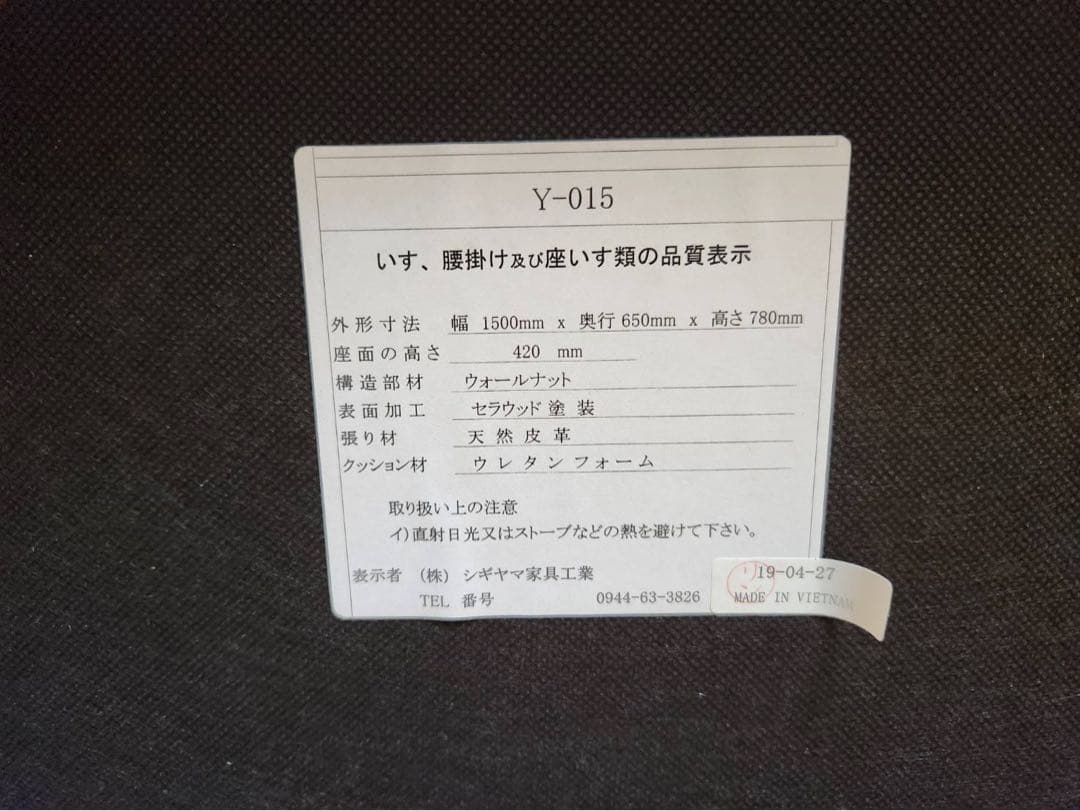 Y-015
いす、腰掛け及び座いす類の品質表示
外形寸法 幅 1500mm x 奥行 650mm x 高さ 780mm
座面の高さ 420 mm
構造部材 ウォールナット
表面加工 セラウッド 塗 装
張り材 天 然 皮 革
クッション材 ウ レ タ ン フ ォ ー ム
取り扱い上の注意
イ)直射日光又はストーブなどの熱を避けて下さい。
表示者 (株) シギヤマ家具工業
TEL 番号 0944-63-3826
19-04-27
MADE IN VIETNAM